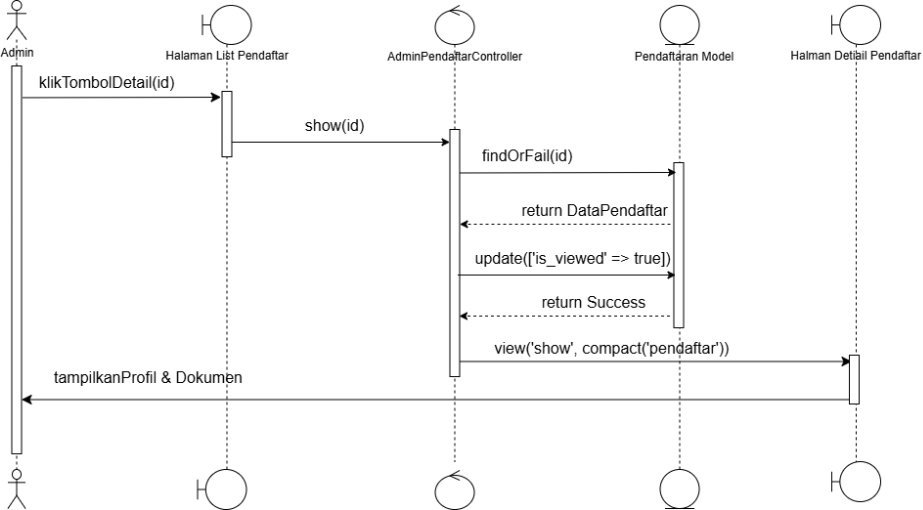 Admin
Halaman List Pendaftar
AdminPendaftarController
Pendaftaran Model
Halman Detiail Pendaftar
klikTombolDetail(id)
show(id)
findOrFail(id)
return DataPendaftar
update(['is_viewed' => true])
return Success
view('show', compact('pendaftar'))
tampilkanProfil & Dokumen